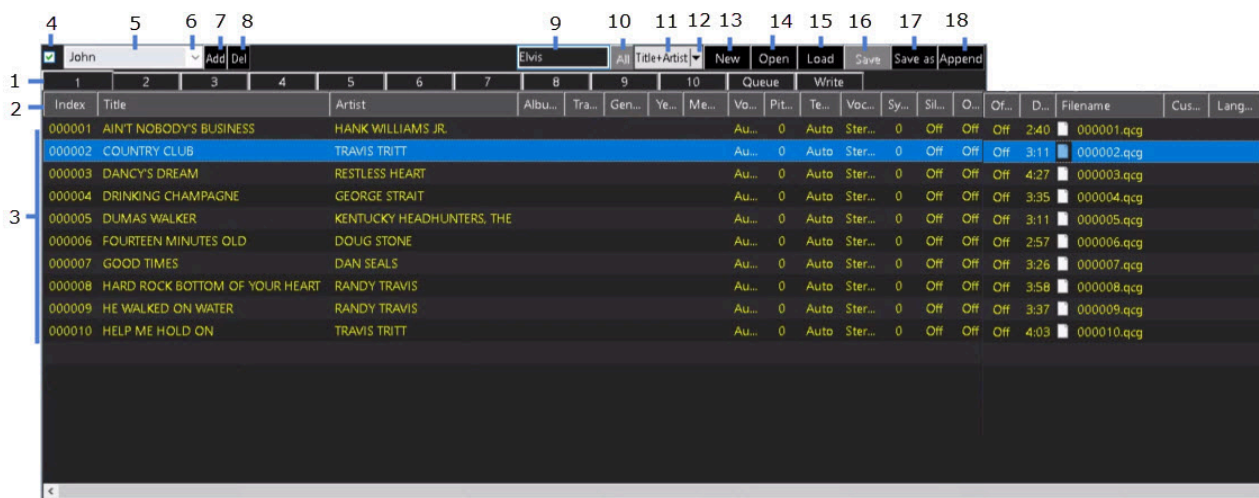 4 5 6 7 8 9 10 11 12 13 14 15 16 17 18
John Add Del Elvis All Title+Artist New Open Load Save Save as Append
1 1 2 3 4 5 6 7 8 9 10 Queue Write
2 Index Title Artist Albu... Tra... Gen... Ye... Me... Vo... Pit... Te... Voc... Sy... Sil... O... Of... D... Filename Cus... Lang...
000001 AIN'T NOBODY'S BUSINESS HANK WILLIAMS JR. Au... 0 Auto Ster... 0 Off Off Off 2:40 000001.qcg
000002 COUNTRY CLUB TRAVIS TRITT Au... 0 Auto Ster... 0 Off Off Off 3:11 000002.qcg
000003 DANCY'S DREAM RESTLESS HEART Au... 0 Auto Ster... 0 Off Off Off 4:27 000003.qcg
000004 DRINKING CHAMPAGNE GEORGE STRAIT Au... 0 Auto Ster... 0 Off Off Off 3:35 000004.qcg
3 000005 DUMAS WALKER KENTUCKY HEADHUNTERS, THE Au... 0 Auto Ster... 0 Off Off Off 3:11 000005.qcg
000006 FOURTEEN MINUTES OLD DOUG STONE Au... 0 Auto Ster... 0 Off Off Off 2:57 000006.qcg
000007 GOOD TIMES DAN SEALS Au... 0 Auto Ster... 0 Off Off Off 3:26 000007.qcg
000008 HARD ROCK BOTTOM OF YOUR HEART RANDY TRAVIS Au... 0 Auto Ster... 0 Off Off Off 3:58 000008.qcg
000009 HE WALKED ON WATER RANDY TRAVIS Au... 0 Auto Ster... 0 Off Off Off 3:37 000009.qcg
000010 HELP ME HOLD ON TRAVIS TRITT Au... 0 Auto Ster... 0 Off Off Off 4:03 000010.qcg